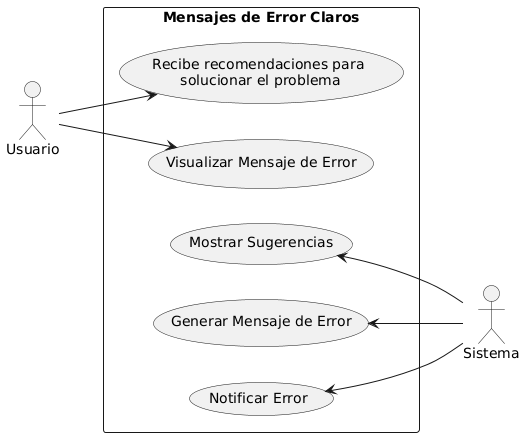 Mensajes de Error Claros
Recibe recomendaciones para
solucionar el problema
Usuario
Visualizar Mensaje de Error
Mostrar Sugerencias
Generar Mensaje de Error
Sistema
Notificar Error